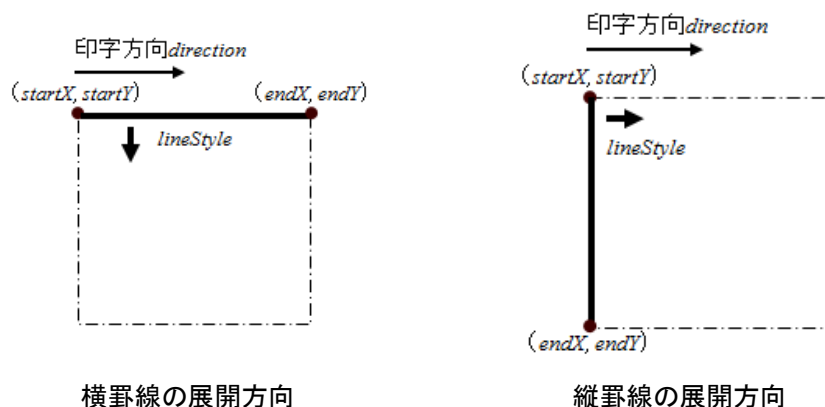 印字方向direction
(startX, startY)
(endX, endY)
lineStyle
横罫線の展開方向
印字方向direction
(startX, startY)
lineStyle
(endX, endY)
縦罫線の展開方向